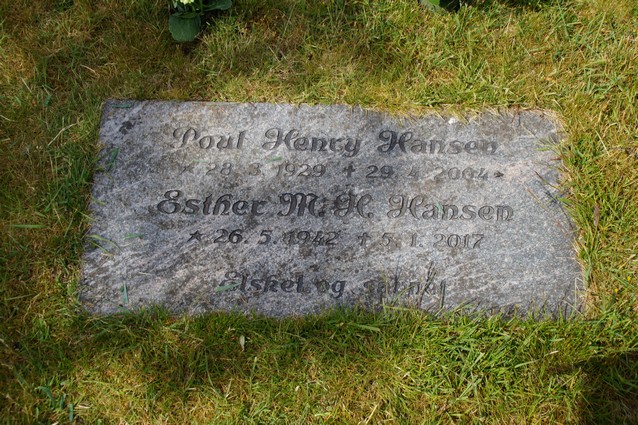 Poul Henry Hansen
* 28. 3. 1929 † 29. 4. 2004
Esther M. H. Hansen
* 26. 5. 1942 † 5. 1. 2017
Elsket og